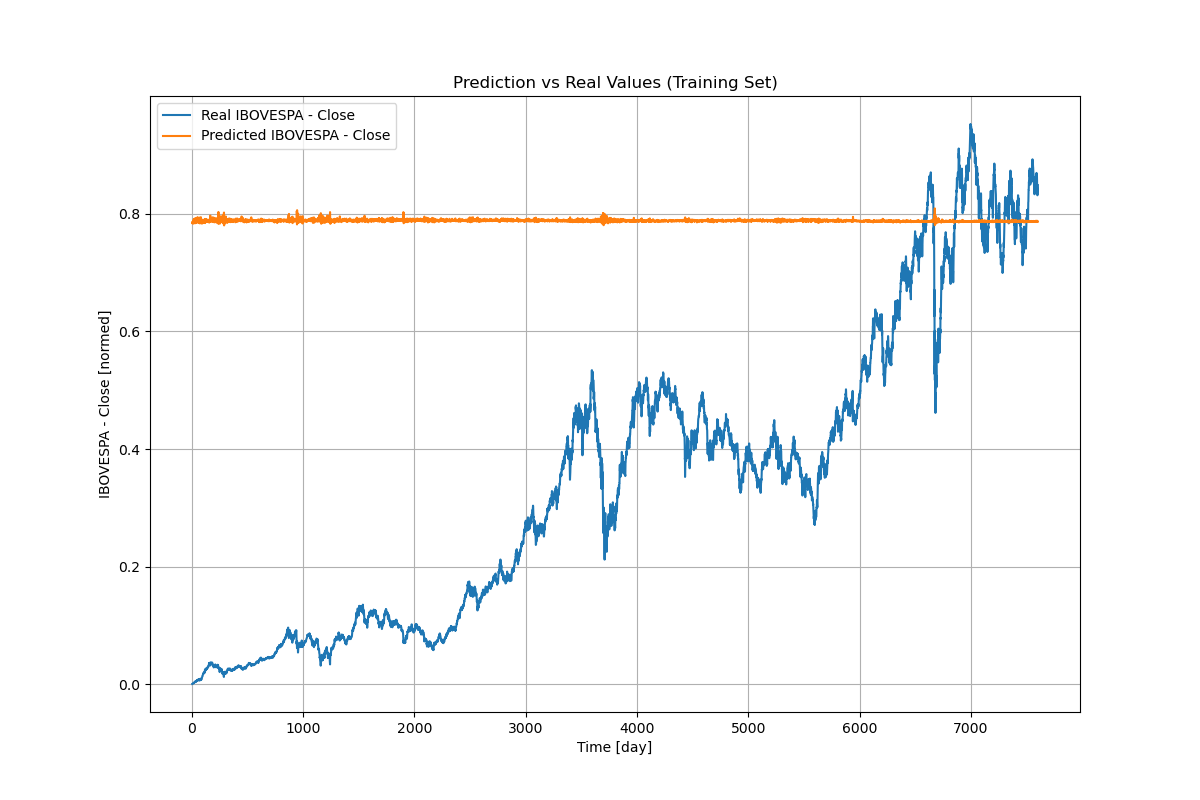 Prediction vs Real Values (Training Set)
Real IBOVESPA - Close
Predicted IBOVESPA - Close
IBOVESPA - Close [normed]
0.8
0.6
0.4
0.2
0.0
0 1000 2000 3000 4000 5000 6000 7000
Time [day]